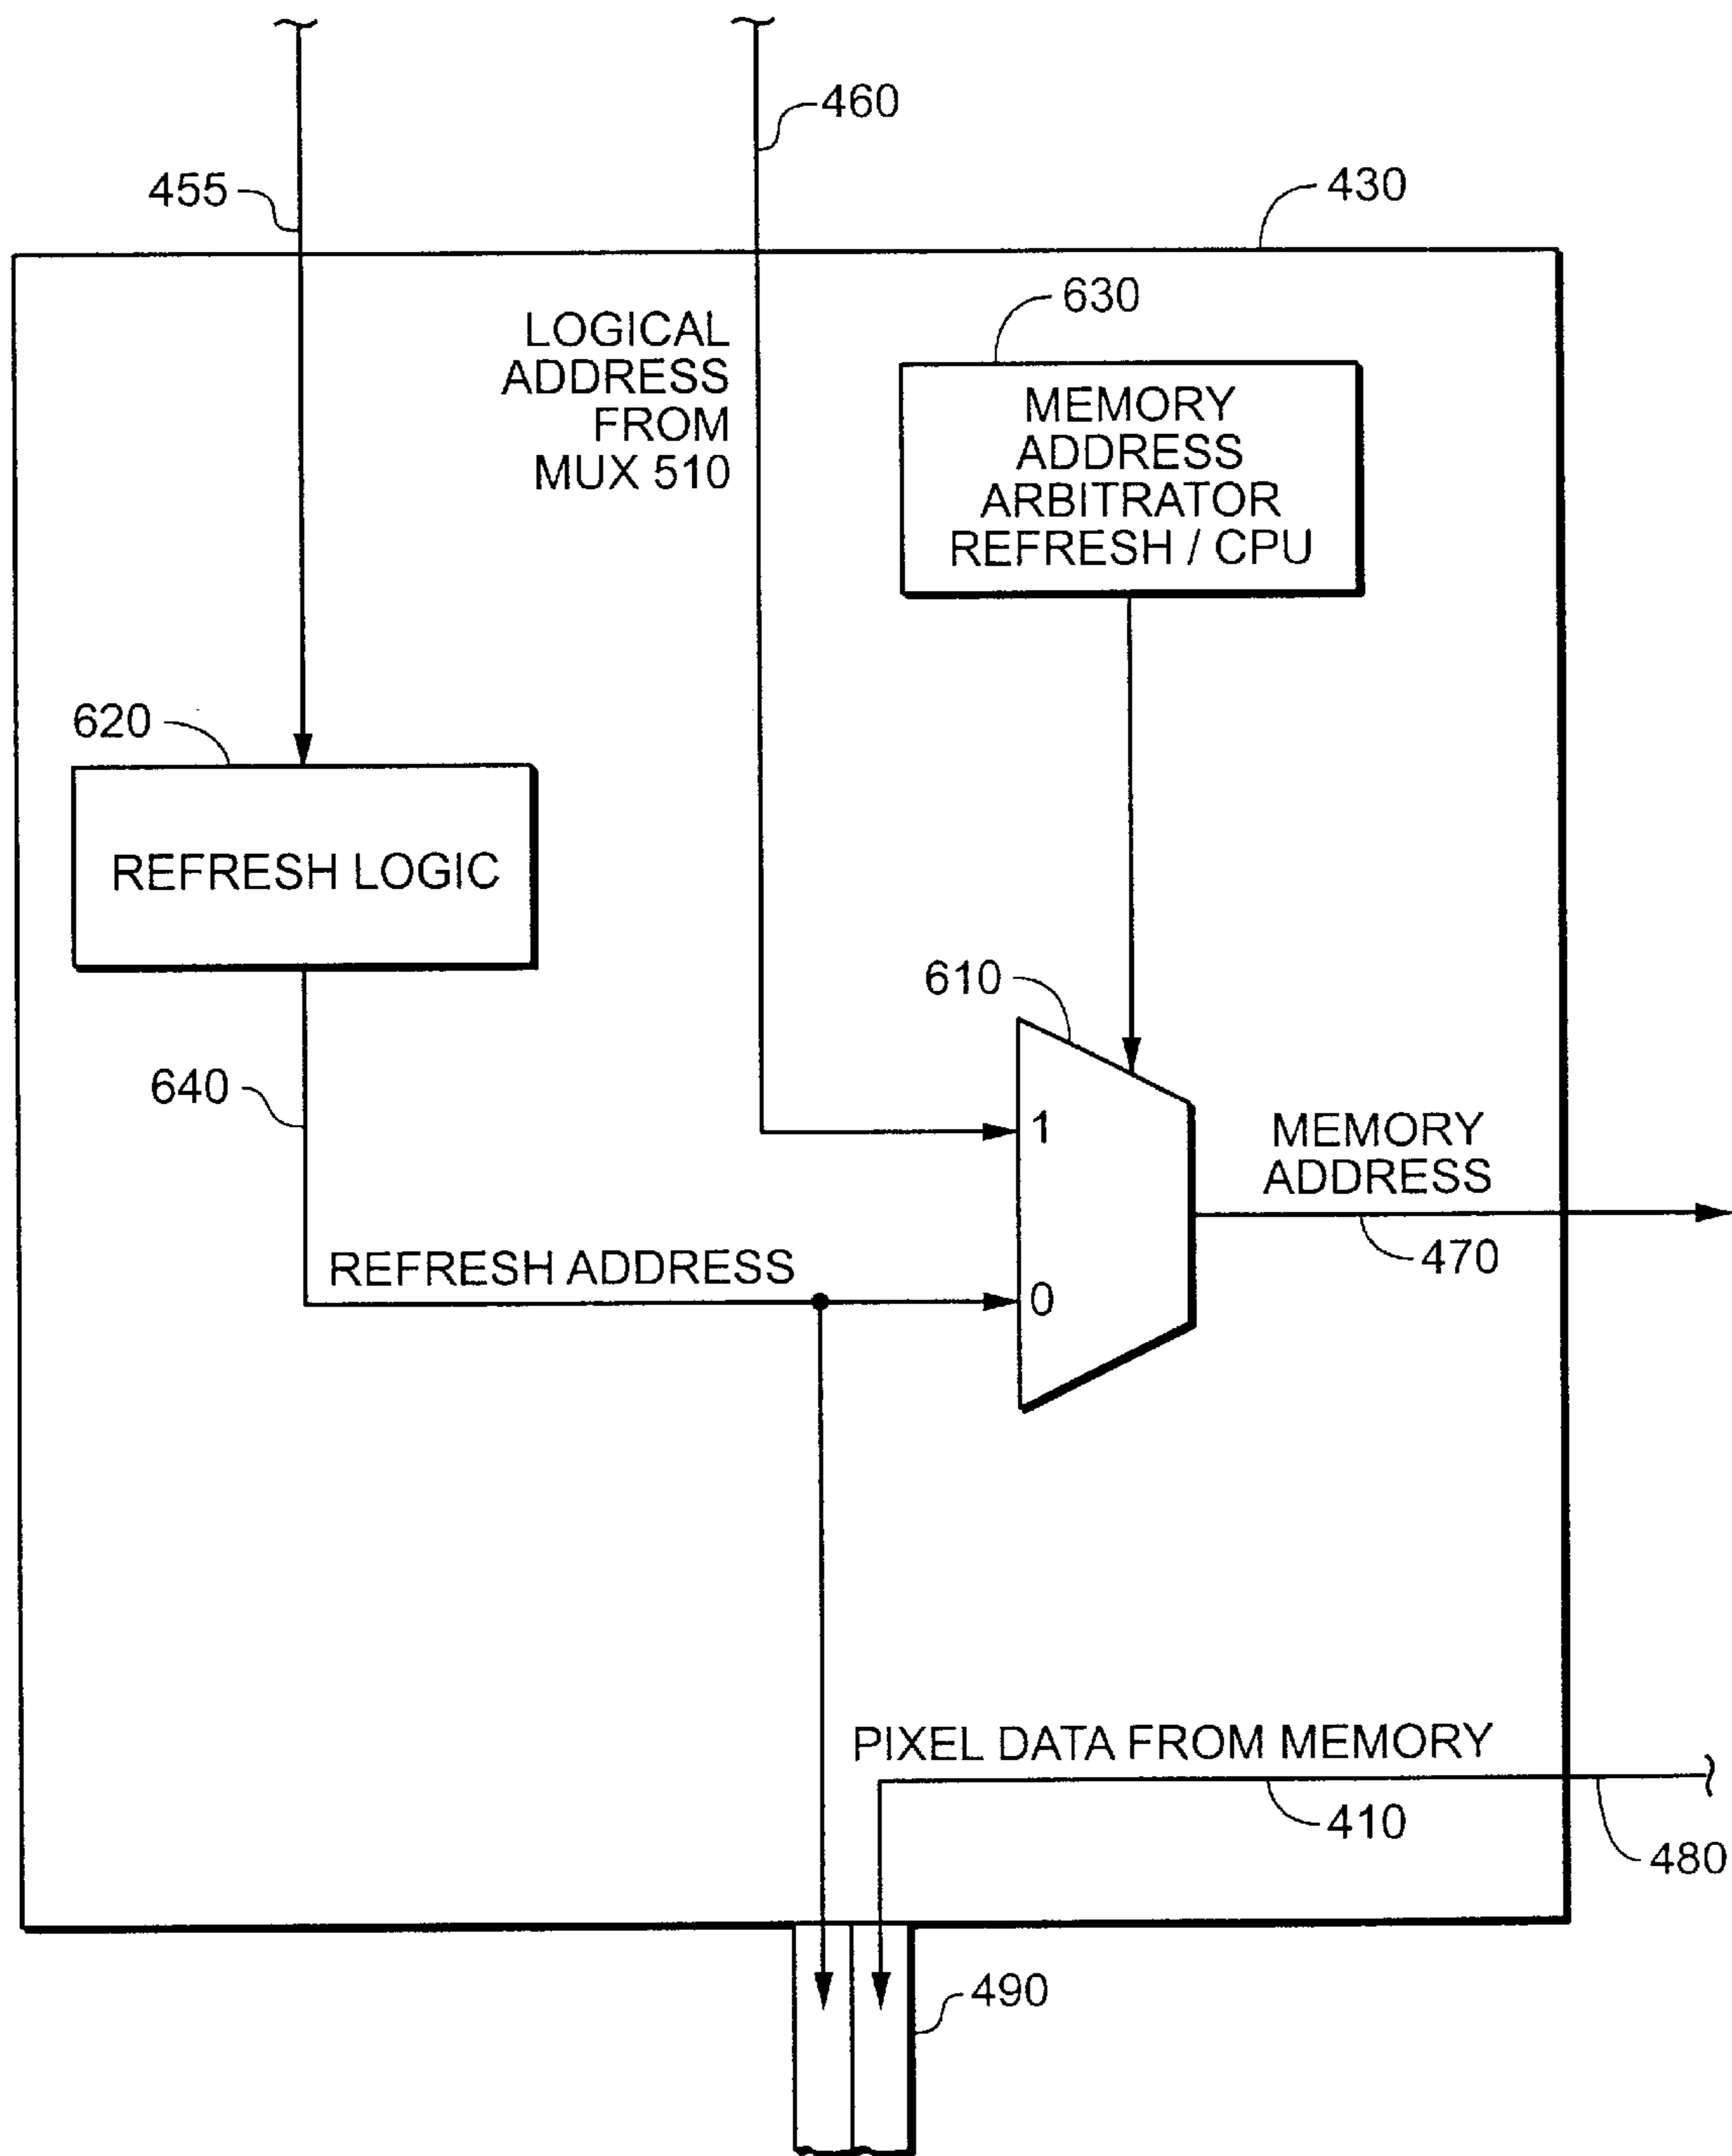 460
455
430
LOGICAL
ADDRESS
FROM
MUX 510
630
MEMORY
ADDRESS
ARBITRATOR
REFRESH / CPU
620
REFRESH LOGIC
610
640
1
MEMORY
ADDRESS
470
REFRESH ADDRESS
0
PIXEL DATA FROM MEMORY
410
480
490